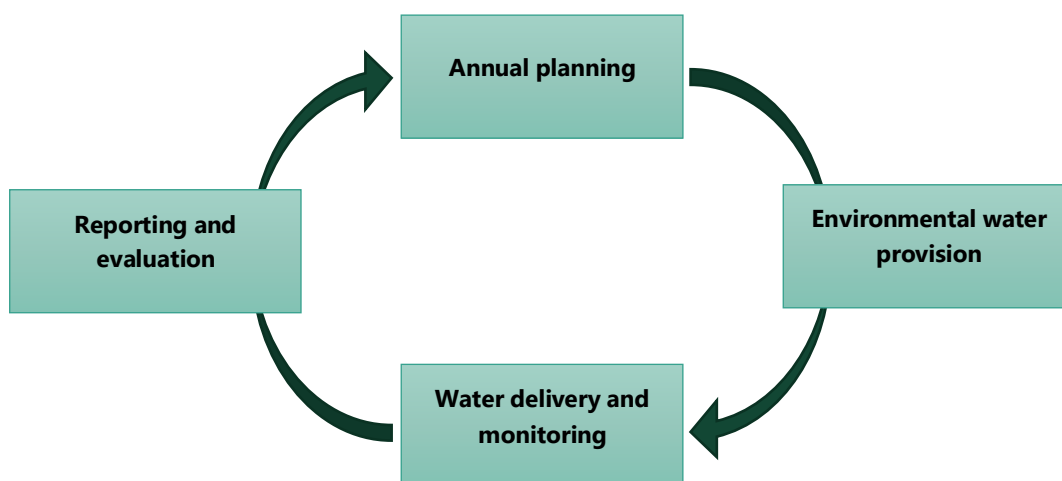 Annual planning
Environmental water
provision
Water delivery and
monitoring
Reporting and
evaluation